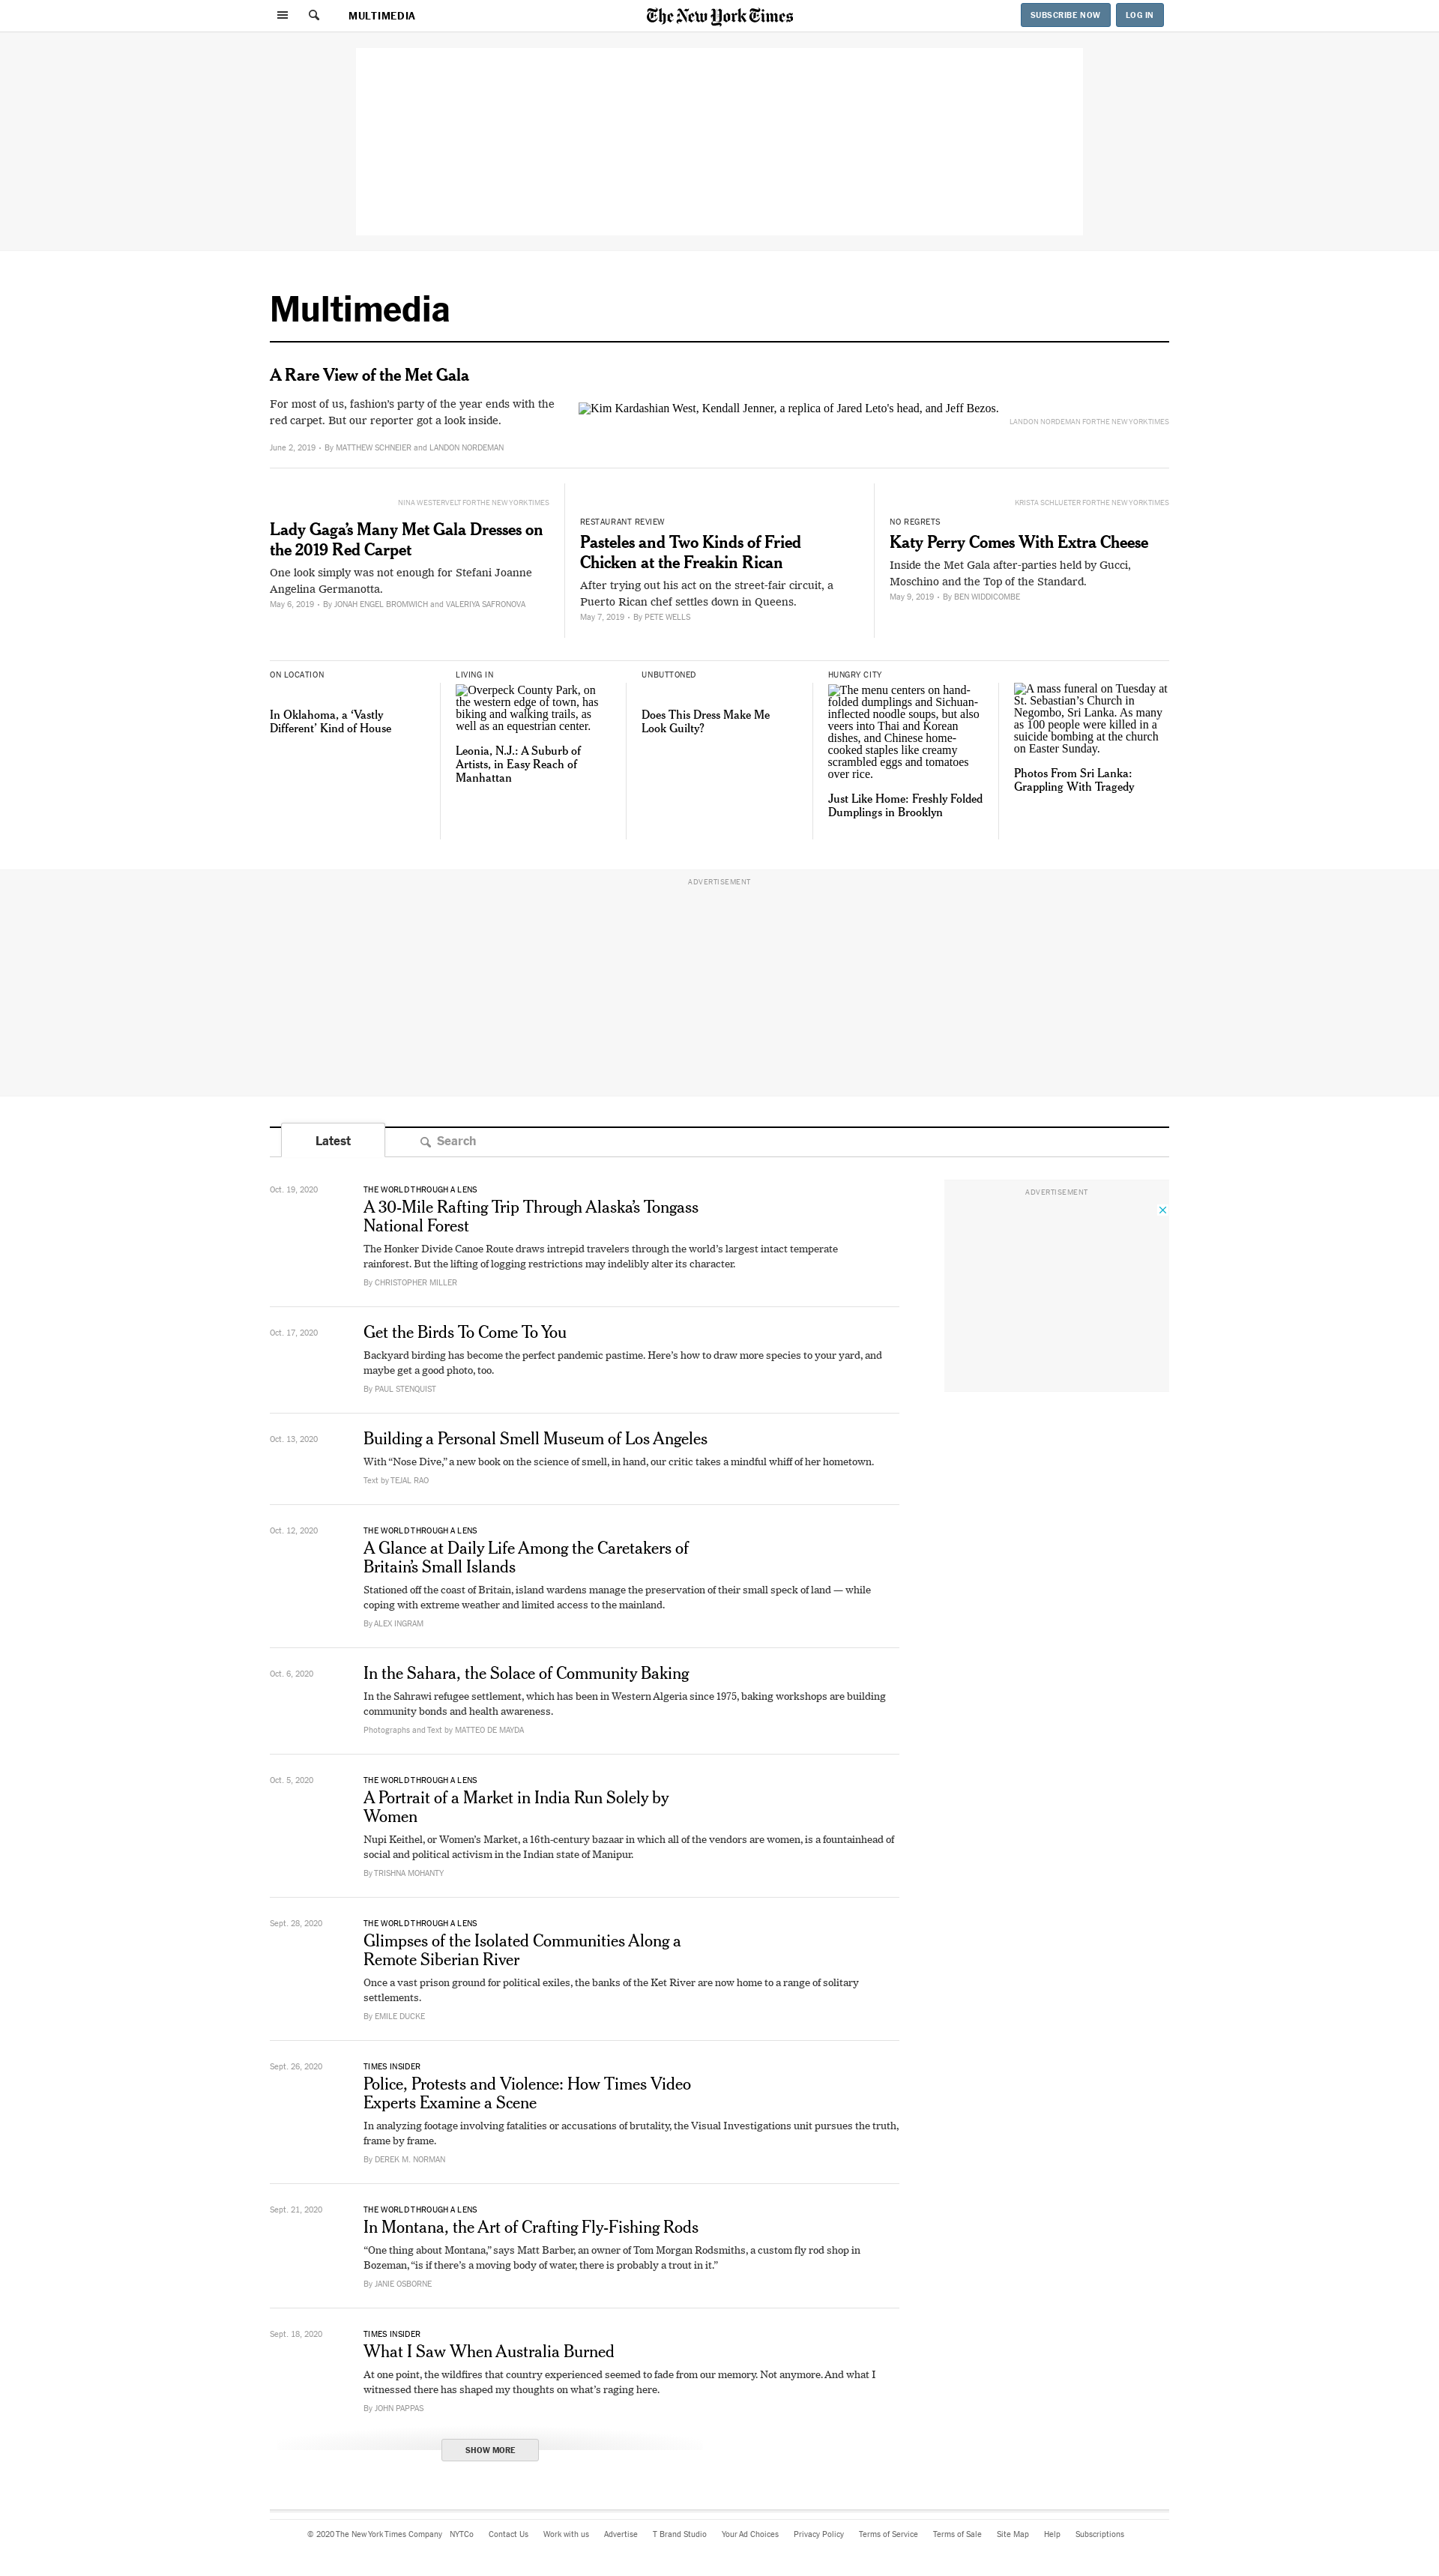 MULTIMEDIA
The New York Times
SUBSCRIBE NOW
LOG IN
Multimedia
A Rare View of the Met Gala
For most of us, fashion's party of the year ends with the
red carpet. But our reporter got a look inside.
June 2, 2019 • By MATTHEW SCHNEIER and LANDON NORDEMAN
Kim Kardashian West, Kendall Jenner, a replica of Jared Leto's head, and Jeff Bezos.
LANDON NORDEMAN FOR THE NEW YORK TIMES
NINA WESTERVELT FOR THE NEW YORK TIMES
Lady Gaga’s Many Met Gala Dresses on
the 2019 Red Carpet
One look simply was not enough for Stefani Joanne
Angelina Germanotta.
May 6, 2019 • By JONAH ENGEL BROMWICH and VALERIYA SAFRONOVA
RESTAURANT REVIEW
Pasteles and Two Kinds of Fried
Chicken at the Freakin Rican
After trying out his act on the street-fair circuit, a
Puerto Rican chef settles down in Queens.
May 7, 2019 • By PETE WELLS
KRISTA SCHLUETER FOR THE NEW YORK TIMES
NO REGRETS
Katy Perry Comes With Extra Cheese
Inside the Met Gala after-parties held by Gucci,
Moschino and the Top of the Standard.
May 9, 2019 • By BEN WIDDICOMBE
ON LOCATION
In Oklahoma, a ‘Vastly
Different’ Kind of House
LIVING IN
Overpeck County Park, on
the western edge of town, has
biking and walking trails, as
well as an equestrian center.
Leonia, N.J.: A Suburb of
Artists, in Easy Reach of
Manhattan
UNBUTTONED
Does This Dress Make Me
Look Guilty?
HUNGRY CITY
The menu centers on hand-
folded dumplings and Sichuan-
inflected noodle soups, but also
veers into Thai and Korean
dishes, and Chinese home-
cooked staples like creamy
scrambled eggs and tomatoes
over rice.
Just Like Home: Freshly Folded
Dumplings in Brooklyn
A mass funeral on Tuesday at
St. Sebastian’s Church in
Negombo, Sri Lanka. As many
as 100 people were killed in a
suicide bombing at the church
on Easter Sunday.
Photos From Sri Lanka:
Grappling With Tragedy
ADVERTISEMENT
Latest
Search
ADVERTISEMENT
Oct. 19, 2020
THE WORLD THROUGH A LENS
A 30-Mile Rafting Trip Through Alaska’s Tongass
National Forest
The Honker Divide Canoe Route draws intrepid travelers through the world’s largest intact temperate
rainforest. But the lifting of logging restrictions may indelibly alter its character.
By CHRISTOPHER MILLER
Oct. 17, 2020
Get the Birds To Come To You
Backyard birding has become the perfect pandemic pastime. Here’s how to draw more species to your yard, and
maybe get a good photo, too.
By PAUL STENQUIST
Oct. 13, 2020
Building a Personal Smell Museum of Los Angeles
With “Nose Dive,” a new book on the science of smell, in hand, our critic takes a mindful whiff of her hometown.
Text by TEJAL RAO
Oct. 12, 2020
THE WORLD THROUGH A LENS
A Glance at Daily Life Among the Caretakers of
Britain’s Small Islands
Stationed off the coast of Britain, island wardens manage the preservation of their small speck of land — while
coping with extreme weather and limited access to the mainland.
By ALEX INGRAM
Oct. 6, 2020
In the Sahara, the Solace of Community Baking
In the Sahrawi refugee settlement, which has been in Western Algeria since 1975, baking workshops are building
community bonds and health awareness.
Photographs and Text by MATTEO DE MAYDA
Oct. 5, 2020
THE WORLD THROUGH A LENS
A Portrait of a Market in India Run Solely by
Women
Nupi Keithel, or Women’s Market, a 16th-century bazaar in which all of the vendors are women, is a fountainhead of
social and political activism in the Indian state of Manipur.
By TRISHNA MOHANTY
Sept. 28, 2020
THE WORLD THROUGH A LENS
Glimpses of the Isolated Communities Along a
Remote Siberian River
Once a vast prison ground for political exiles, the banks of the Ket River are now home to a range of solitary
settlements.
By EMILE DUCKE
Sept. 26, 2020
TIMES INSIDER
Police, Protests and Violence: How Times Video
Experts Examine a Scene
In analyzing footage involving fatalities or accusations of brutality, the Visual Investigations unit pursues the truth,
frame by frame.
By DEREK M. NORMAN
Sept. 21, 2020
THE WORLD THROUGH A LENS
In Montana, the Art of Crafting Fly-Fishing Rods
“One thing about Montana,” says Matt Barber, an owner of Tom Morgan Rodsmiths, a custom fly rod shop in
Bozeman, “is if there’s a moving body of water, there is probably a trout in it.”
By JANIE OSBORNE
Sept. 18, 2020
TIMES INSIDER
What I Saw When Australia Burned
At one point, the wildfires that country experienced seemed to fade from our memory. Not anymore. And what I
witnessed there has shaped my thoughts on what’s raging here.
By JOHN PAPPAS
SHOW MORE
© 2020 The New York Times Company NYTCo Contact Us Work with us Advertise T Brand Studio Your Ad Choices Privacy Policy Terms of Service Terms of Sale Site Map Help Subscriptions